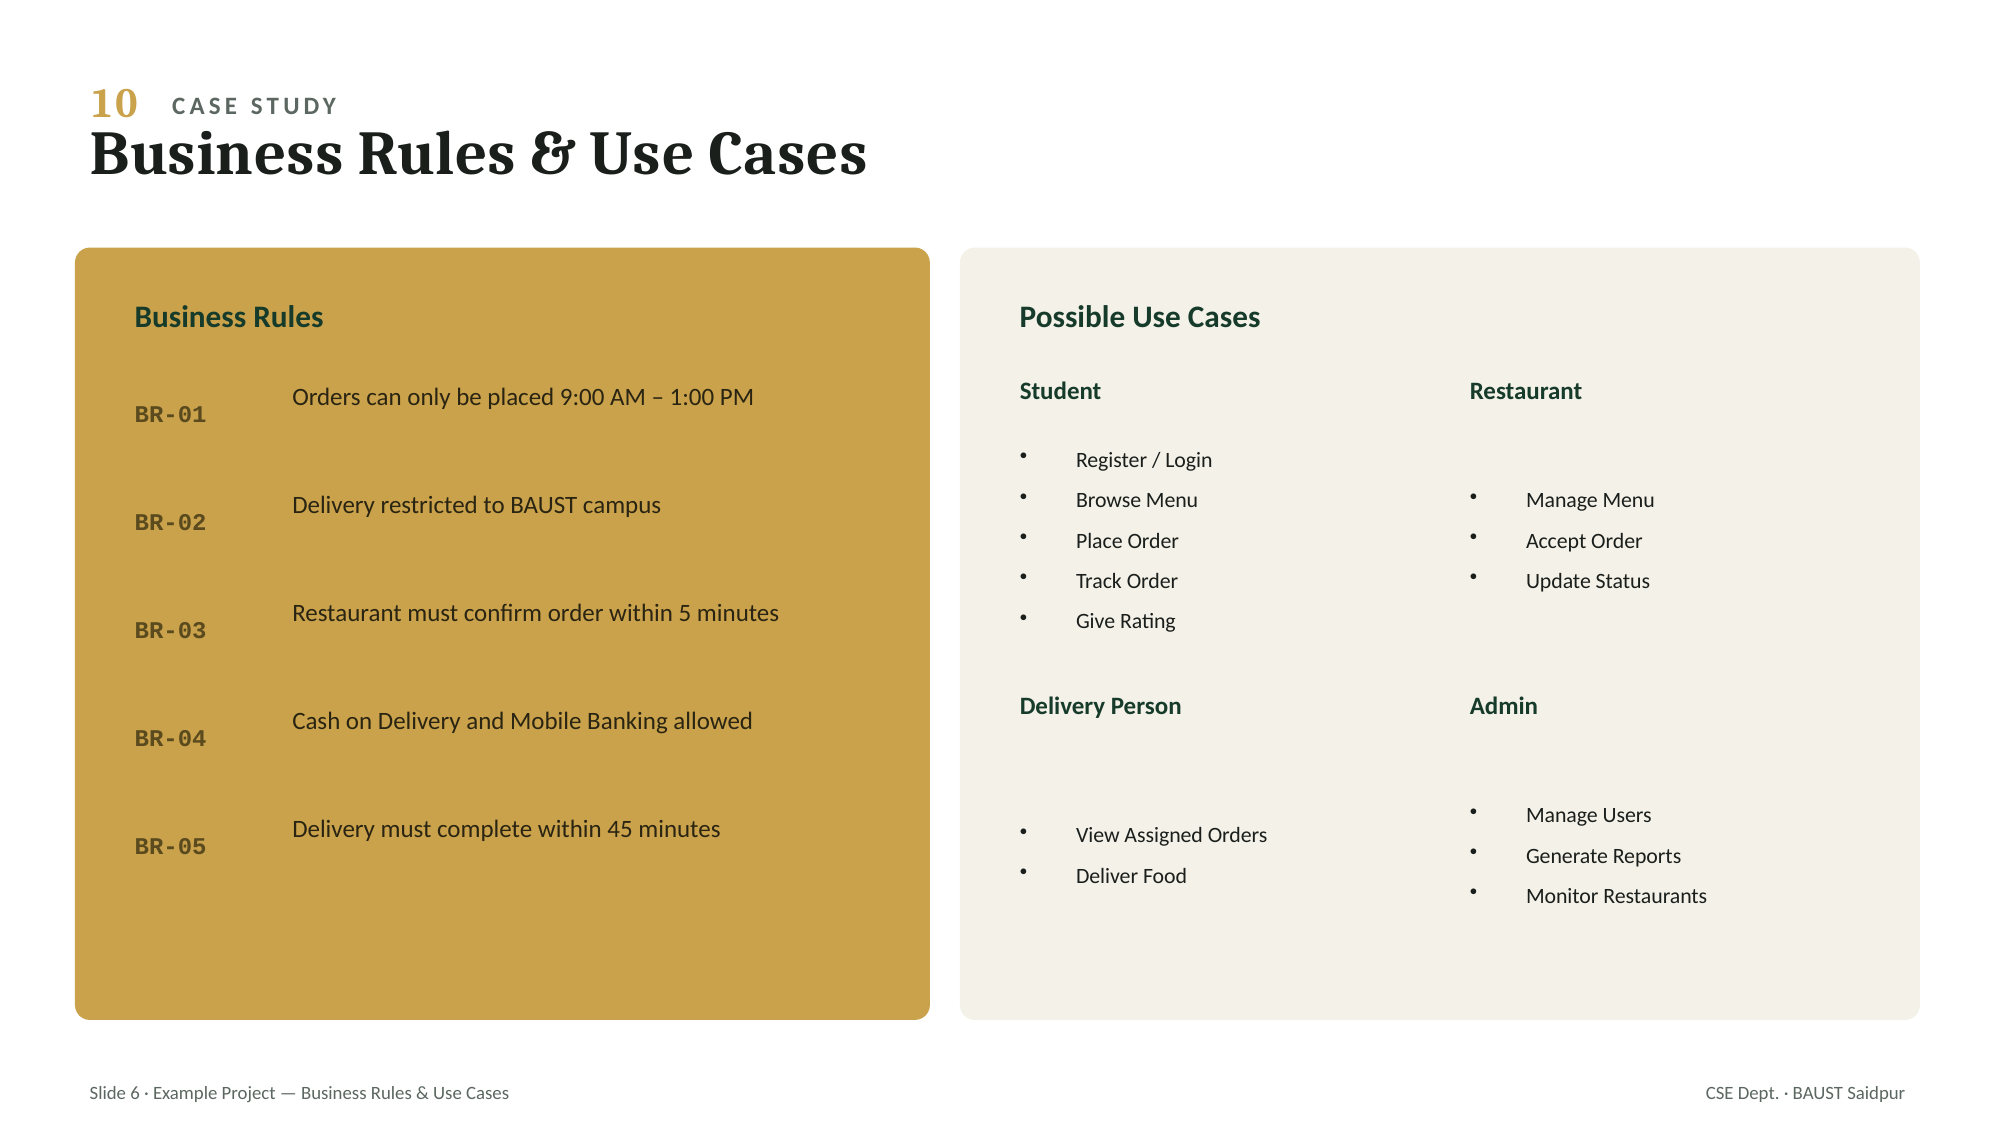 10 CASE STUDY
Business Rules & Use Cases
Business Rules
BR-01 Orders can only be placed 9:00 AM – 1:00 PM
BR-02 Delivery restricted to BAUST campus
BR-03 Restaurant must confirm order within 5 minutes
BR-04 Cash on Delivery and Mobile Banking allowed
BR-05 Delivery must complete within 45 minutes
Possible Use Cases
Student
• Register / Login
• Browse Menu
• Place Order
• Track Order
• Give Rating
Restaurant
• Manage Menu
• Accept Order
• Update Status
Delivery Person
• View Assigned Orders
• Deliver Food
Admin
• Manage Users
• Generate Reports
• Monitor Restaurants
Slide 6 · Example Project — Business Rules & Use Cases
CSE Dept. · BAUST Saidpur